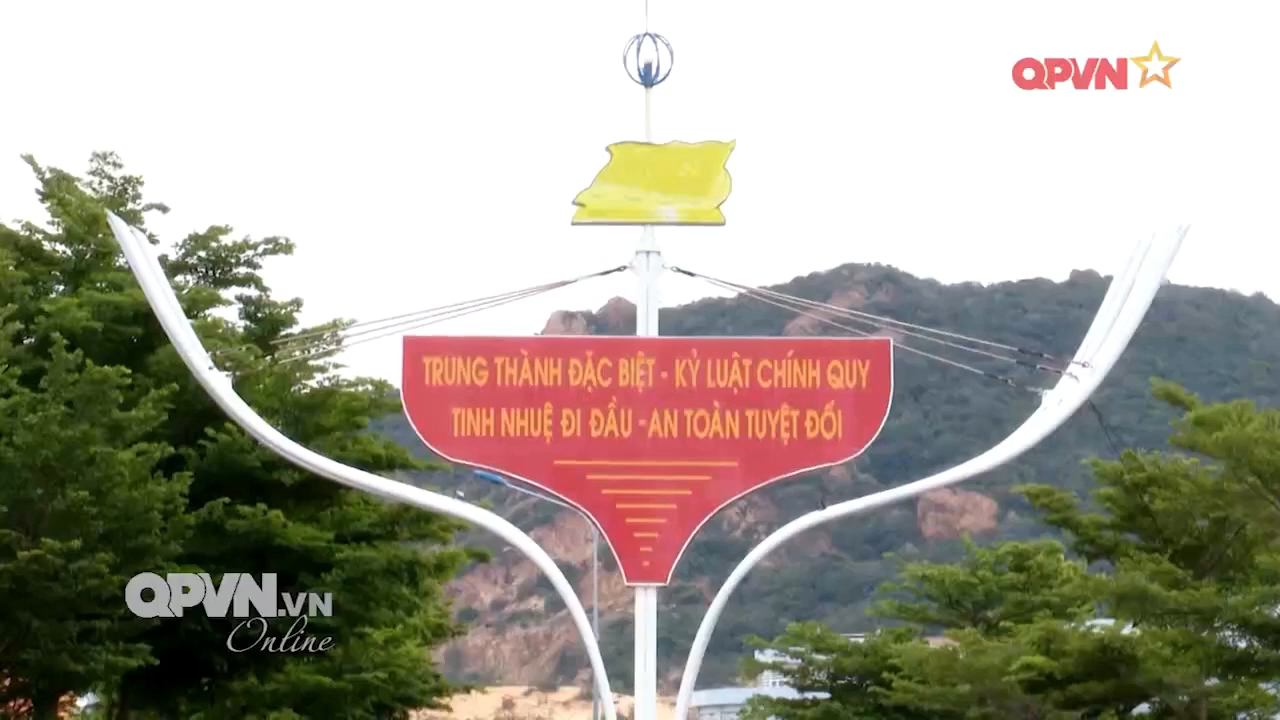 QPVN
TRUNG THÀNH ĐẶC BIỆT - KỶ LUẬT CHÍNH QUY
TINH NHUỆ ĐI ĐẦU - AN TOÀN TUYỆT ĐỐI
QPVN.VN
Online